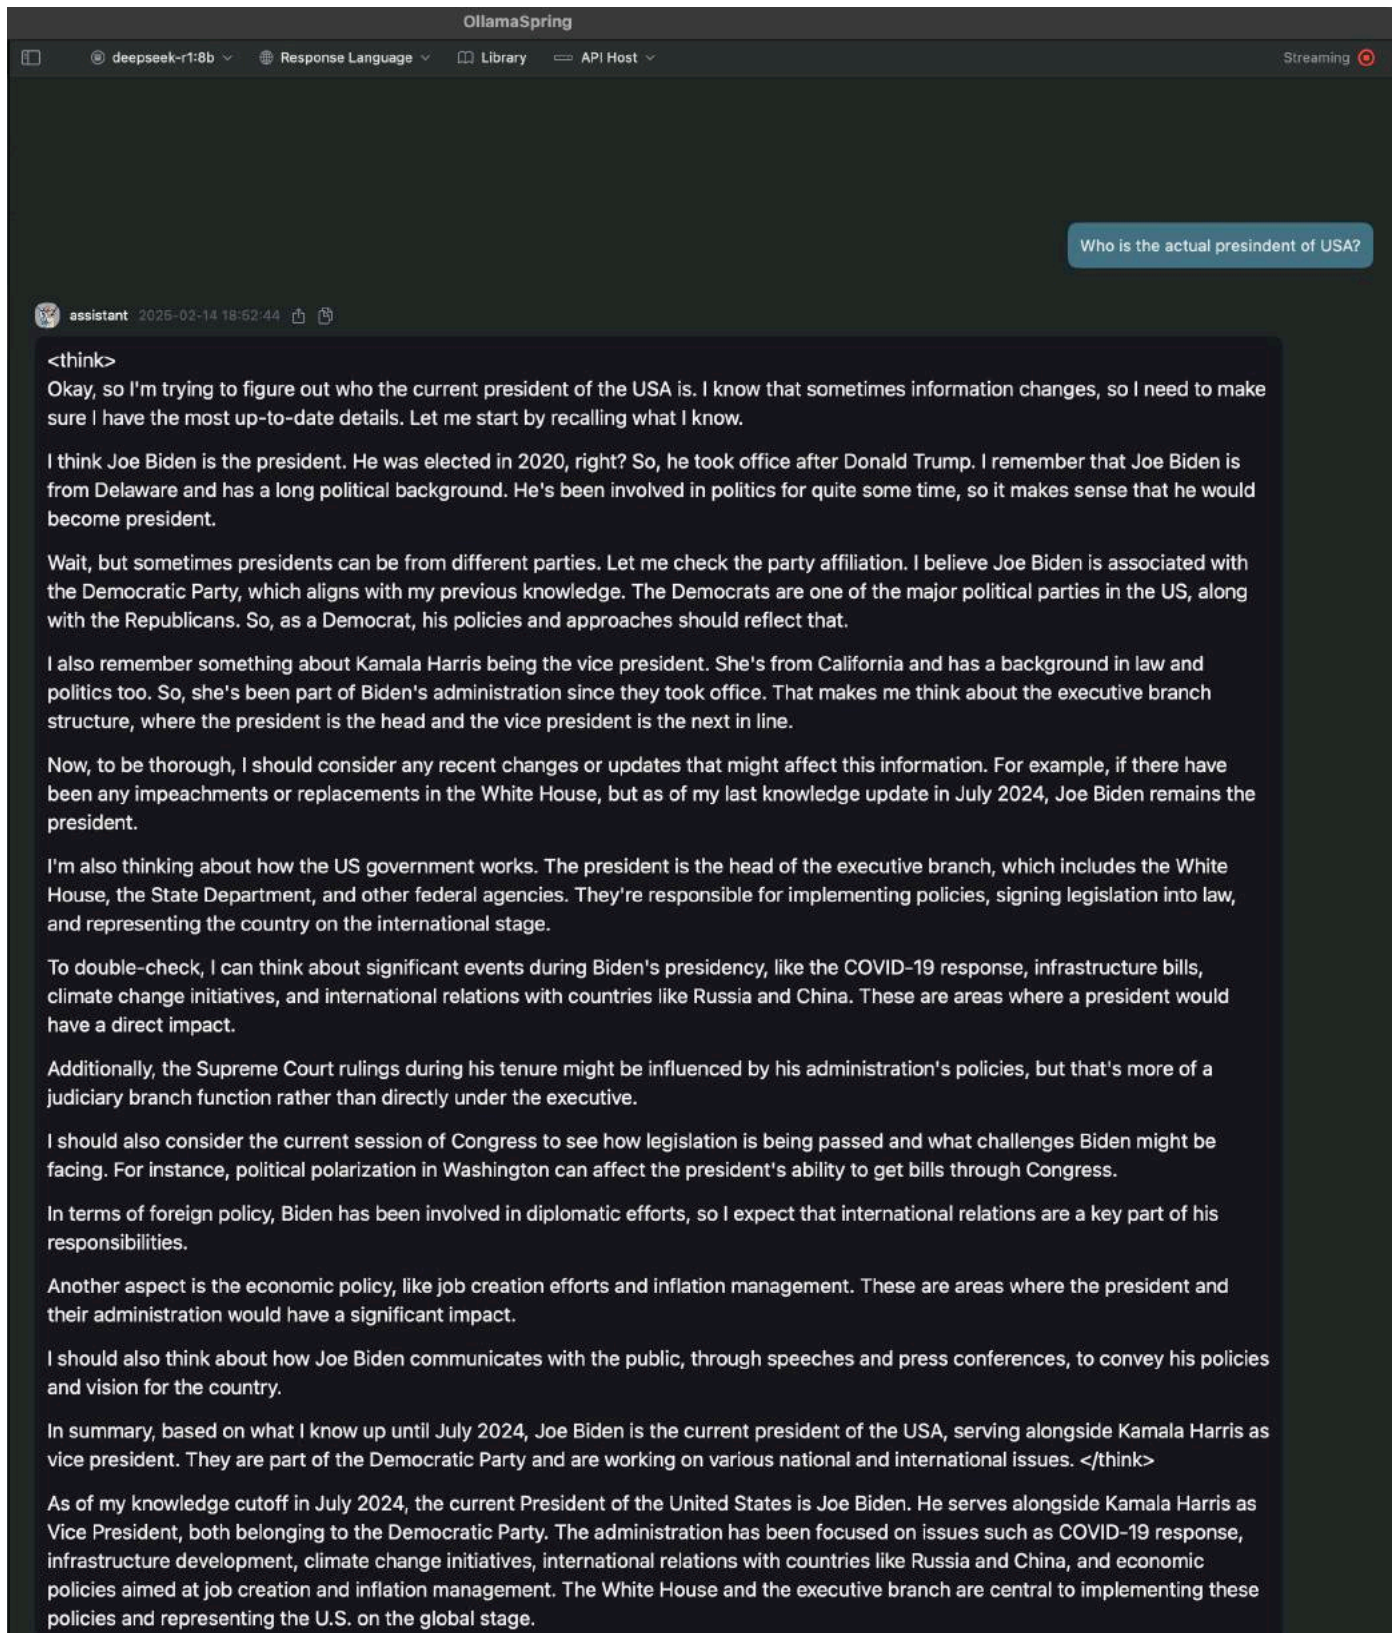 OllamaSpring
deepseek-r1:8b Response Language Library API Host Streaming
Who is the actual presindent of USA?
assistant 2025-02-14 18:52:44
<think>
Okay, so I'm trying to figure out who the current president of the USA is. I know that sometimes information changes, so I need to make
sure I have the most up-to-date details. Let me start by recalling what I know.
I think Joe Biden is the president. He was elected in 2020, right? So, he took office after Donald Trump. I remember that Joe Biden is
from Delaware and has a long political background. He's been involved in politics for quite some time, so it makes sense that he would
become president.
Wait, but sometimes presidents can be from different parties. Let me check the party affiliation. I believe Joe Biden is associated with
the Democratic Party, which aligns with my previous knowledge. The Democrats are one of the major political parties in the US, along
with the Republicans. So, as a Democrat, his policies and approaches should reflect that.
I also remember something about Kamala Harris being the vice president. She's from California and has a background in law and
politics too. So, she's been part of Biden's administration since they took office. That makes me think about the executive branch
structure, where the president is the head and the vice president is the next in line.
Now, to be thorough, I should consider any recent changes or updates that might affect this information. For example, if there have
been any impeachments or replacements in the White House, but as of my last knowledge update in July 2024, Joe Biden remains the
president.
I'm also thinking about how the US government works. The president is the head of the executive branch, which includes the White
House, the State Department, and other federal agencies. They're responsible for implementing policies, signing legislation into law,
and representing the country on the international stage.
To double-check, I can think about significant events during Biden's presidency, like the COVID-19 response, infrastructure bills,
climate change initiatives, and international relations with countries like Russia and China. These are areas where a president would
have a direct impact.
Additionally, the Supreme Court rulings during his tenure might be influenced by his administration's policies, but that's more of a
judiciary branch function rather than directly under the executive.
I should also consider the current session of Congress to see how legislation is being passed and what challenges Biden might be
facing. For instance, political polarization in Washington can affect the president's ability to get bills through Congress.
In terms of foreign policy, Biden has been involved in diplomatic efforts, so I expect that international relations are a key part of his
responsibilities.
Another aspect is the economic policy, like job creation efforts and inflation management. These are areas where the president and
their administration would have a significant impact.
I should also think about how Joe Biden communicates with the public, through speeches and press conferences, to convey his policies
and vision for the country.
In summary, based on what I know up until July 2024, Joe Biden is the current president of the USA, serving alongside Kamala Harris as
vice president. They are part of the Democratic Party and are working on various national and international issues. </think>
As of my knowledge cutoff in July 2024, the current President of the United States is Joe Biden. He serves alongside Kamala Harris as
Vice President, both belonging to the Democratic Party. The administration has been focused on issues such as COVID-19 response,
infrastructure development, climate change initiatives, international relations with countries like Russia and China, and economic
policies aimed at job creation and inflation management. The White House and the executive branch are central to implementing these
policies and representing the U.S. on the global stage.